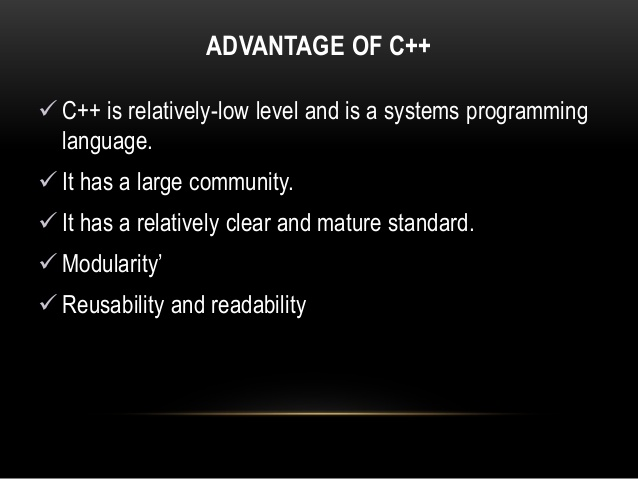 ADVANTAGE OF C++
✓ C++ is relatively-low level and is a systems programming
language.
✓ It has a large community.
✓ It has a relatively clear and mature standard.
✓ Modularity’
✓ Reusability and readability